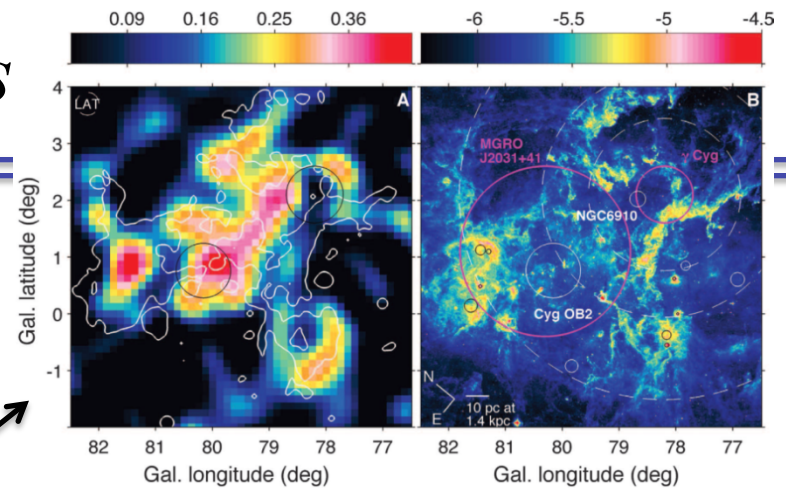 0.09 0.16 0.25 0.36
-6 -5.5 -5 -4.5
s
LAT
A
B
MGRO
J2031+41
γ Cyg
NGC6910
Cyg OB2
N
E
10 pc at
1.4 kpc
4
3
2
1
0
-1
Gal. latitude (deg)
82 81 80 79 78 77
82 81 80 79 78 77
Gal. longitude (deg)
Gal. longitude (deg)